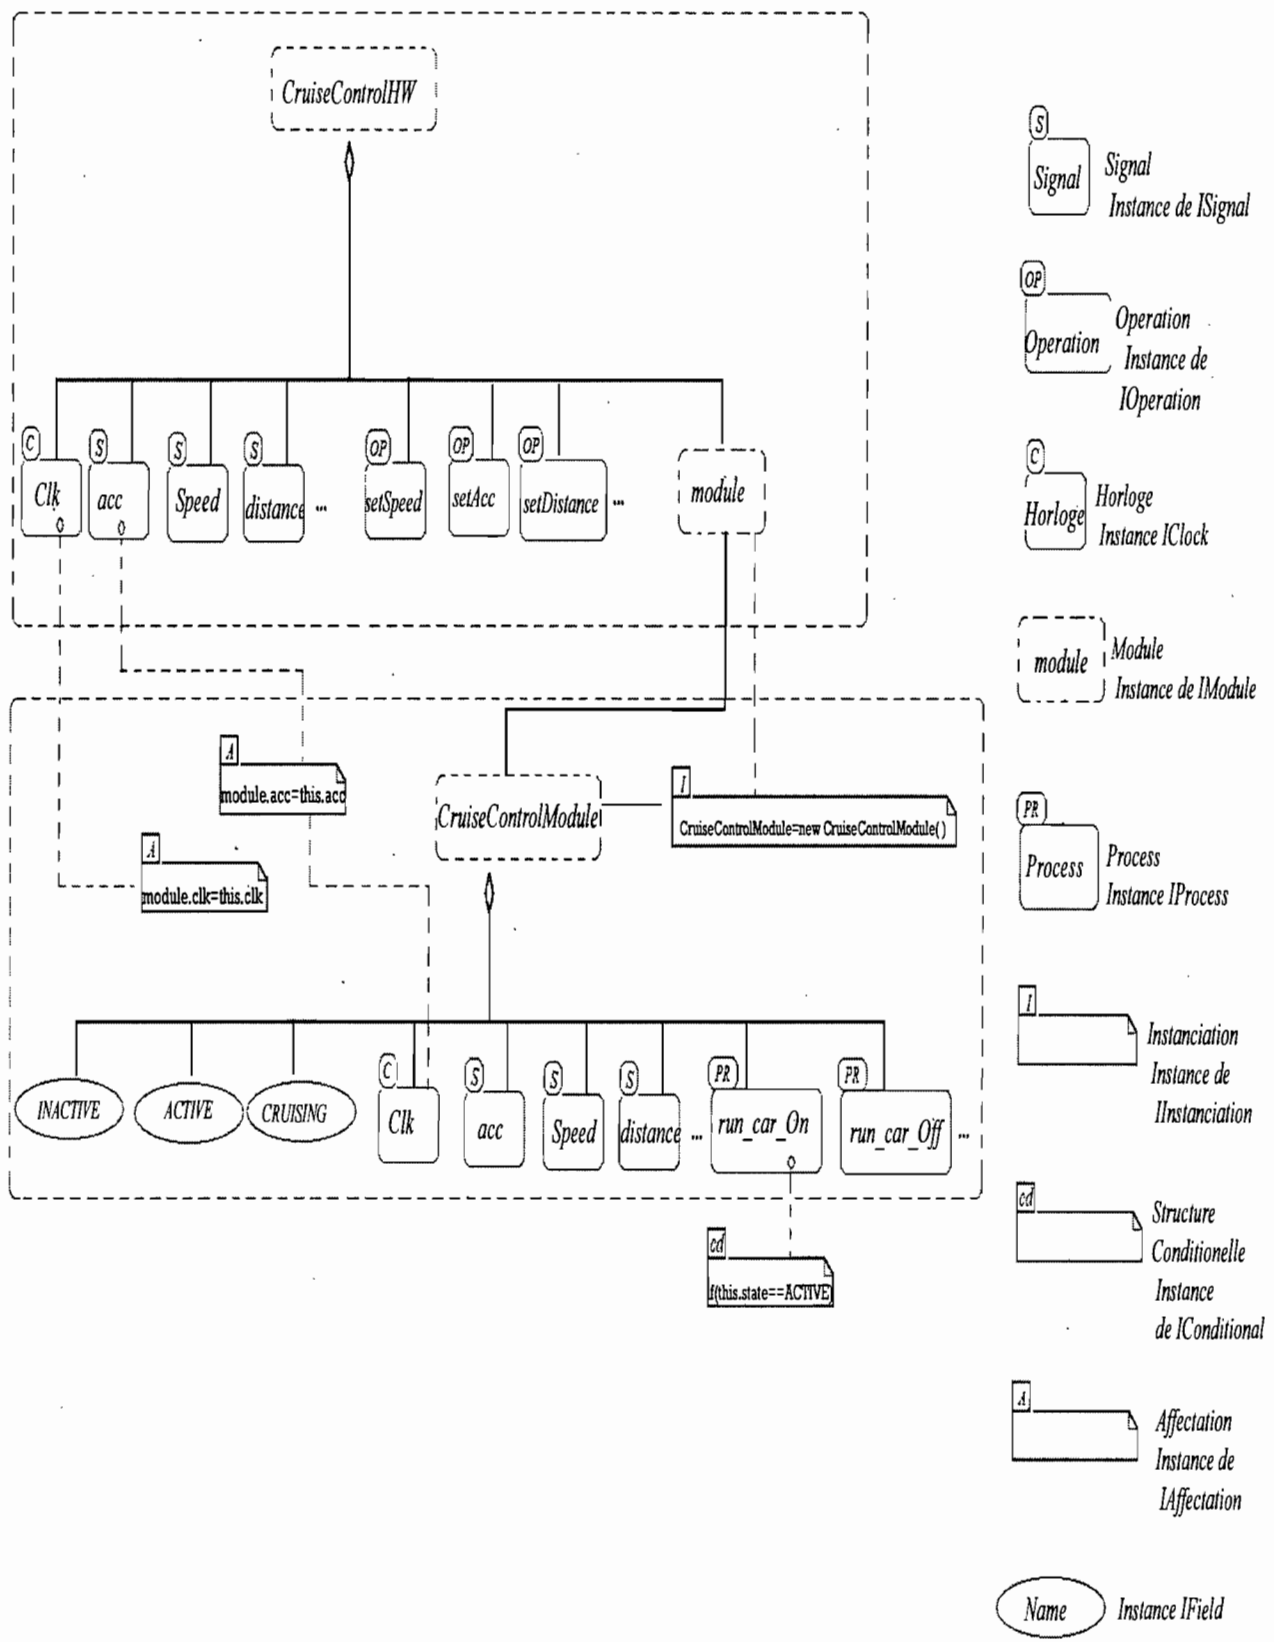 CruiseControlHW
C
Clk
S
acc
S
Speed
S
distance
...
OP
setSpeed
OP
setAcc
OP
setDistance
...
module
A
module.acc=this.acc
A
module.clk=this.clk
CruiseControlModule
I
CruiseControlModule=new CruiseControlModule()
INACTIVE
ACTIVE
CRUISING
C
Clk
S
acc
S
Speed
S
distance
...
PR
run_car_On
PR
run_car_Off
...
cd
f(this.state==ACTIVE)
S
Signal
Signal
Instance de ISignal
OP
Operation
Operation
Instance de
IOperation
C
Horloge
Horloge
Instance IClock
module
Module
Instance de IModule
PR
Process
Process
Instance IProcess
I
Instanciation
Instance de
IInstanciation
cd
Structure
Conditionelle
Instance
de IConditional
A
Affectation
Instance de
IAffectation
Name
Instance IField